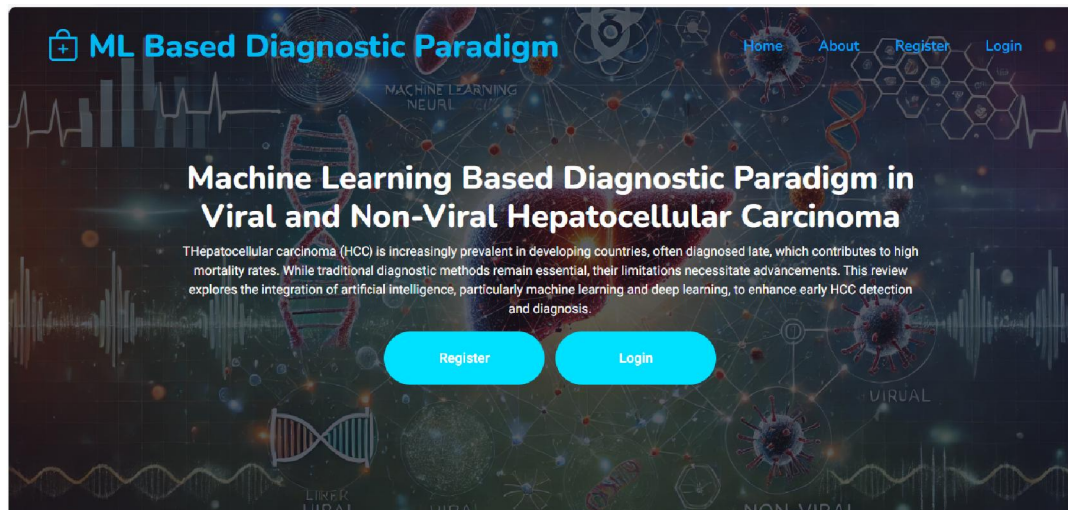 ML Based Diagnostic Paradigm
Home About Register Login
MACHINE LEARNING
Machine Learning Based Diagnostic Paradigm in
Viral and Non-Viral Hepatocellular Carcinoma
THepatocellular carcinoma (HCC) is increasingly prevalent in developing countries, often diagnosed late, which contributes to high
mortality rates. While traditional diagnostic methods remain essential, their limitations necessitate advancements. This review
explores the integration of artificial intelligence, particularly machine learning and deep learning, to enhance early HCC detection
and diagnosis.
Register Login